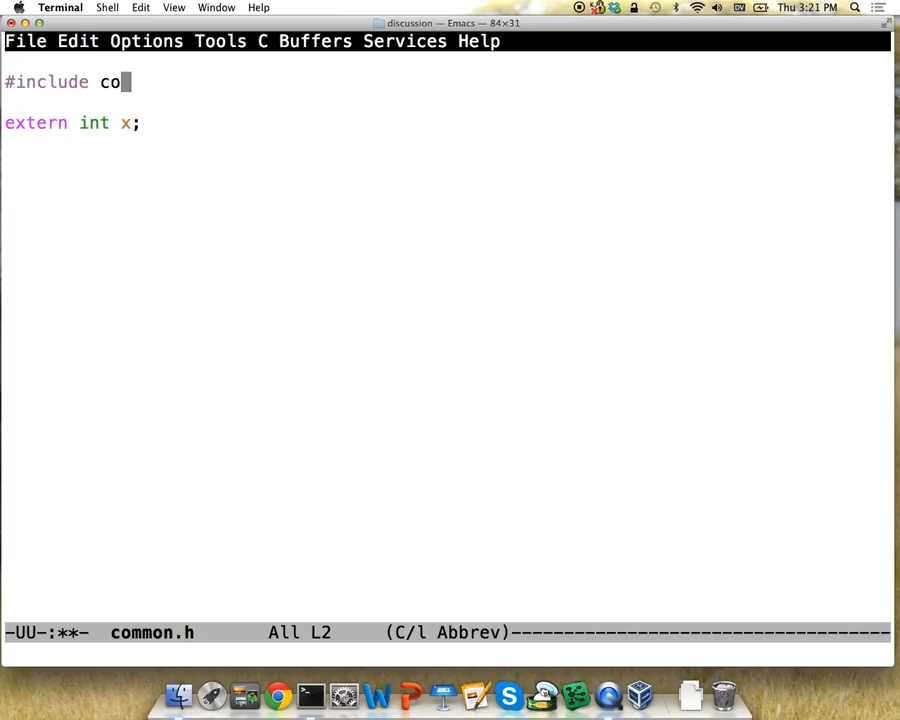 Terminal Shell Edit View Window Help Thu 3:21 PM
discussion — Emacs — 84×31
File Edit Options Tools C Buffers Services Help
#include co
extern int x;
-UU-:**- common.h All L2 (C/l Abbrev)------------------------------------